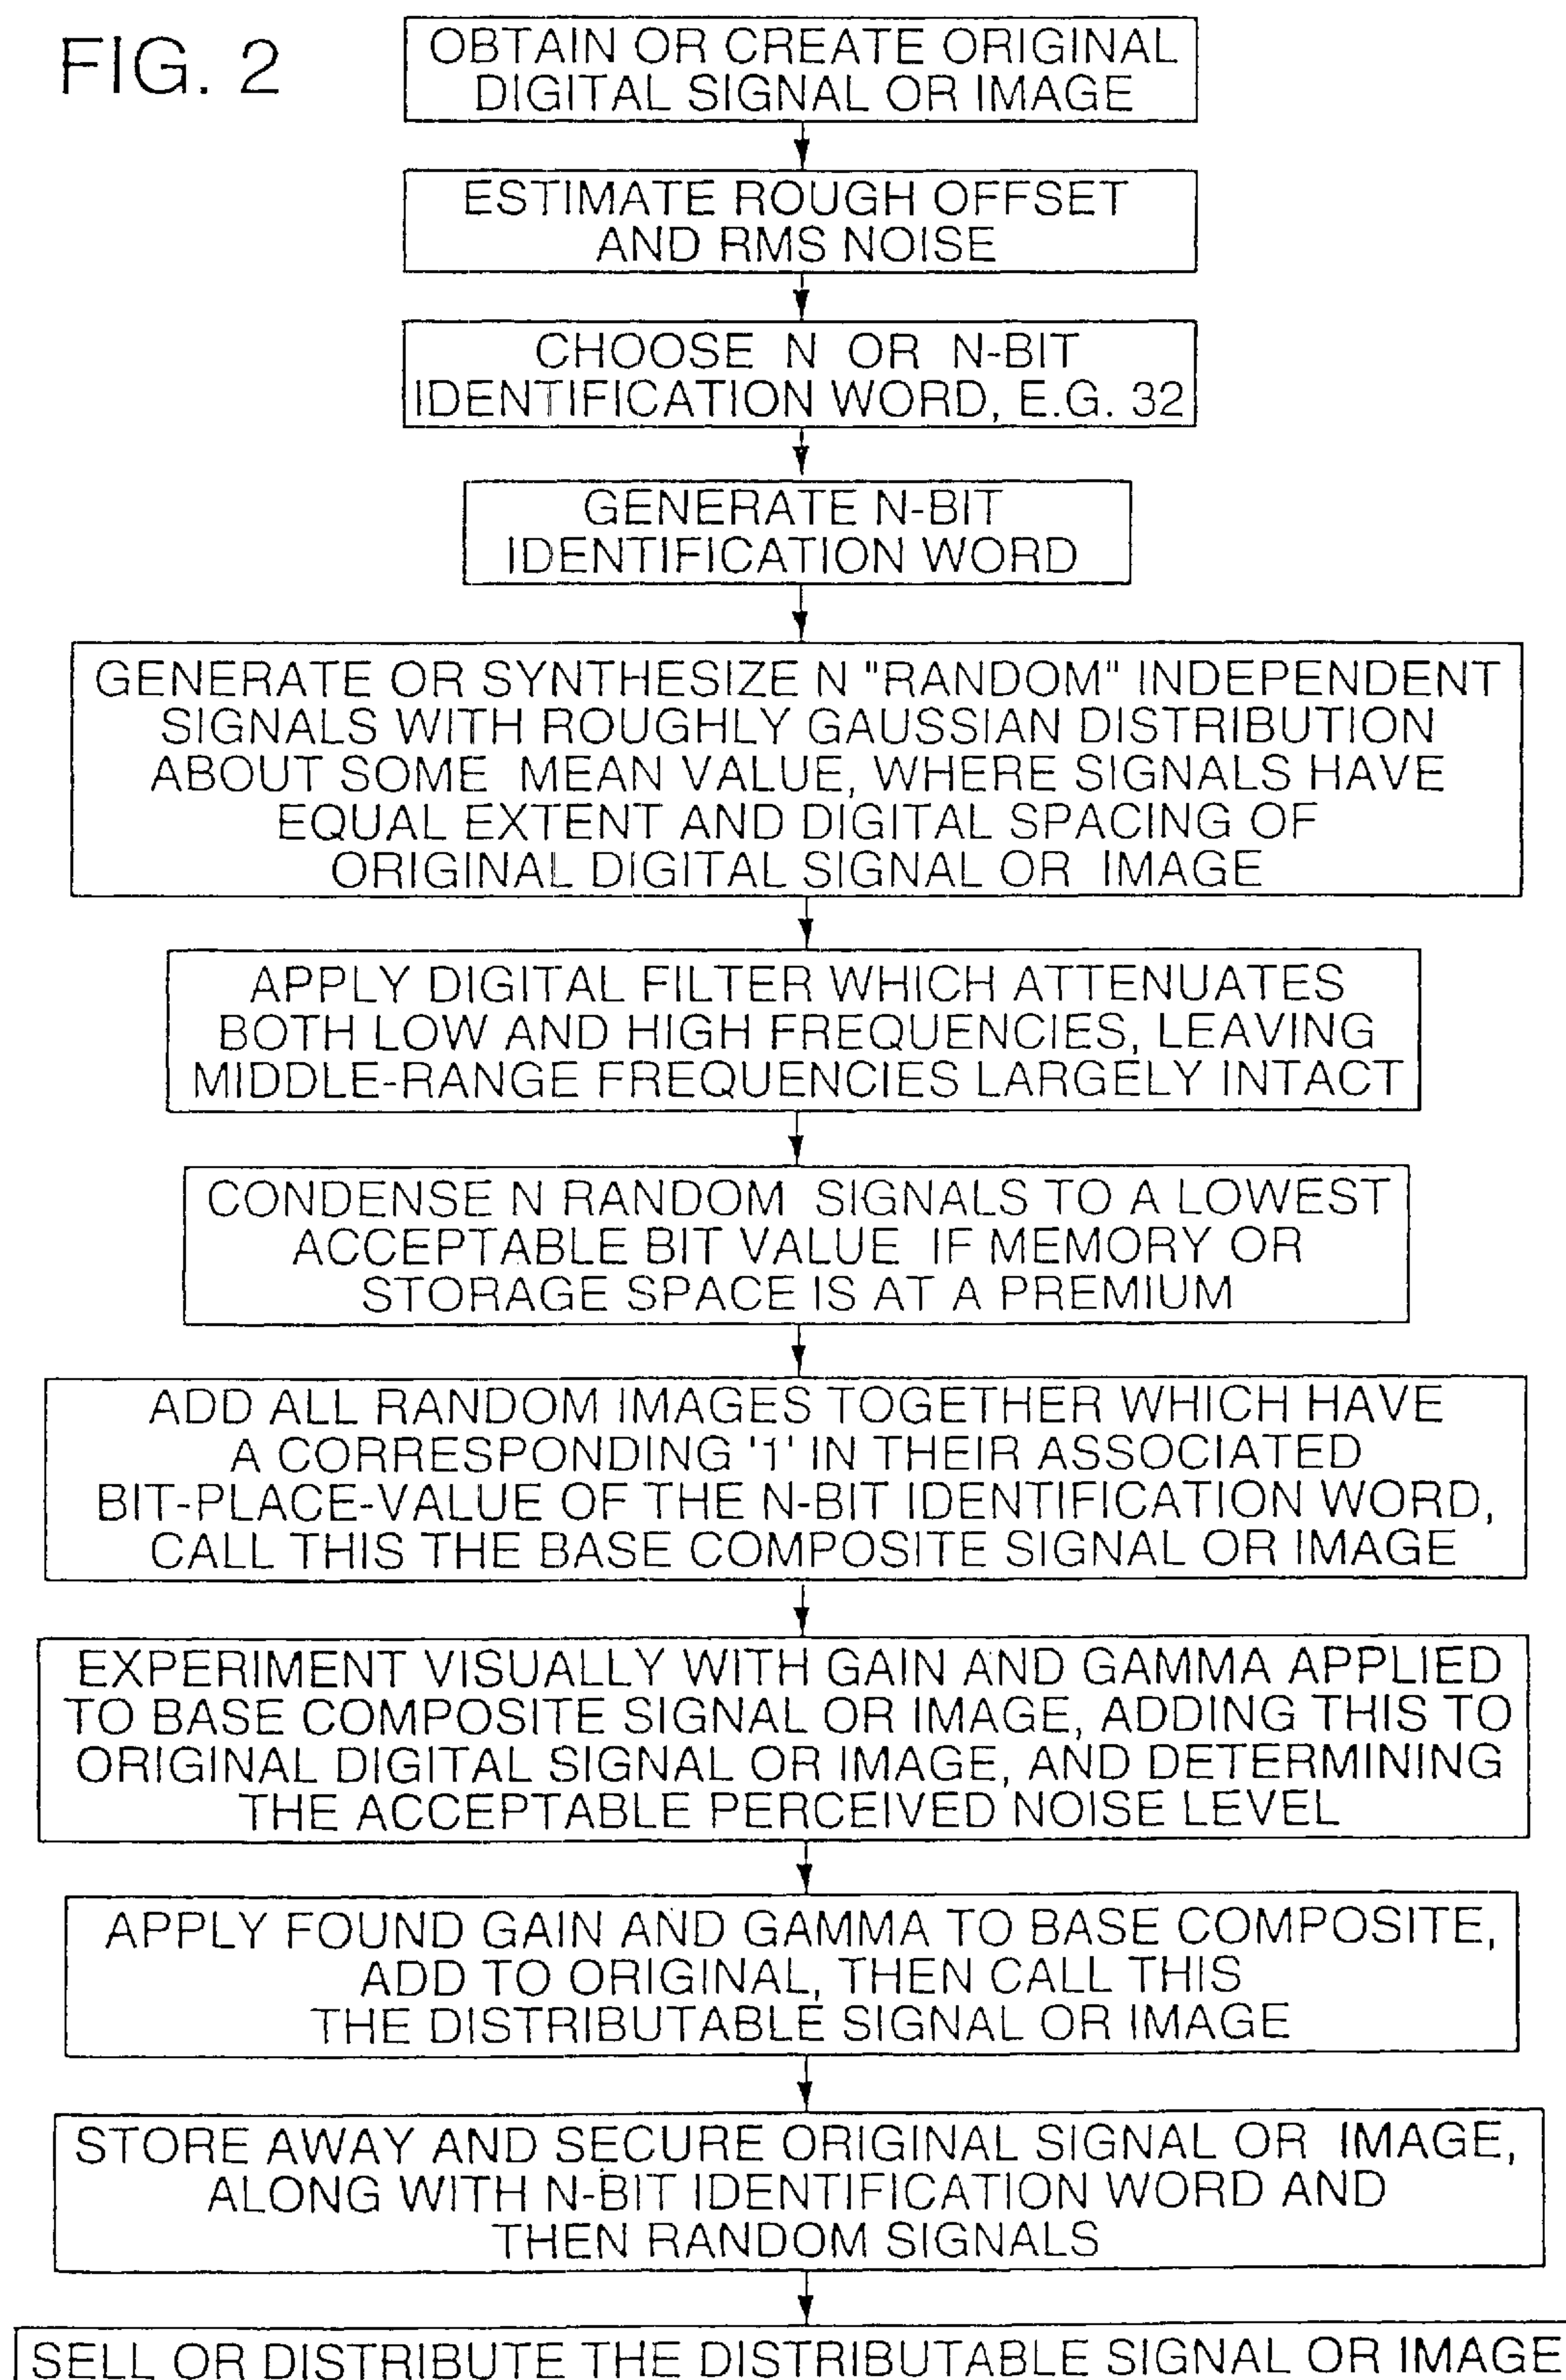 FIG. 2
OBTAIN OR CREATE ORIGINAL
DIGITAL SIGNAL OR IMAGE
ESTIMATE ROUGH OFFSET
AND RMS NOISE
CHOOSE N OR N-BIT
IDENTIFICATION WORD, E.G. 32
GENERATE N-BIT
IDENTIFICATION WORD
GENERATE OR SYNTHESIZE N "RANDOM" INDEPENDENT
SIGNALS WITH ROUGHLY GAUSSIAN DISTRIBUTION
ABOUT SOME MEAN VALUE, WHERE SIGNALS HAVE
EQUAL EXTENT AND DIGITAL SPACING OF
ORIGINAL DIGITAL SIGNAL OR IMAGE
APPLY DIGITAL FILTER WHICH ATTENUATES
BOTH LOW AND HIGH FREQUENCIES, LEAVING
MIDDLE-RANGE FREQUENCIES LARGELY INTACT
CONDENSE N RANDOM SIGNALS TO A LOWEST
ACCEPTABLE BIT VALUE IF MEMORY OR
STORAGE SPACE IS AT A PREMIUM
ADD ALL RANDOM IMAGES TOGETHER WHICH HAVE
A CORRESPONDING '1' IN THEIR ASSOCIATED
BIT-PLACE-VALUE OF THE N-BIT IDENTIFICATION WORD,
CALL THIS THE BASE COMPOSITE SIGNAL OR IMAGE
EXPERIMENT VISUALLY WITH GAIN AND GAMMA APPLIED
TO BASE COMPOSITE SIGNAL OR IMAGE, ADDING THIS TO
ORIGINAL DIGITAL SIGNAL OR IMAGE, AND DETERMINING
THE ACCEPTABLE PERCEIVED NOISE LEVEL
APPLY FOUND GAIN AND GAMMA TO BASE COMPOSITE,
ADD TO ORIGINAL, THEN CALL THIS
THE DISTRIBUTABLE SIGNAL OR IMAGE
STORE AWAY AND SECURE ORIGINAL SIGNAL OR IMAGE,
ALONG WITH N-BIT IDENTIFICATION WORD AND
THEN RANDOM SIGNALS
SELL OR DISTRIBUTE THE DISTRIBUTABLE SIGNAL OR IMAGE